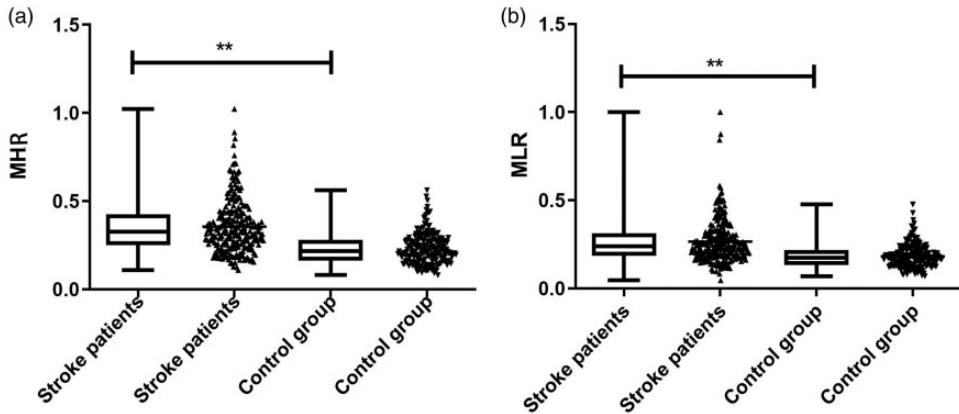 (a)
1.5
**
1.0
MHR
0.5
0.0
Stroke patients
Stroke patients
Control group
Control group
(b)
1.5
**
1.0
MLR
0.5
0.0
Stroke patients
Stroke patients
Control group
Control group